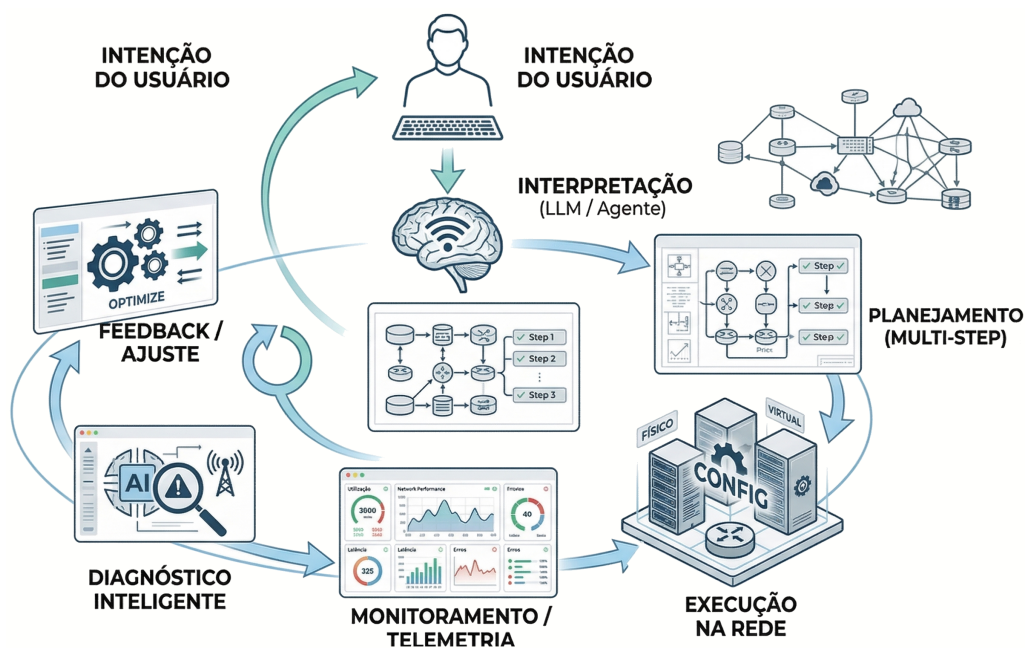 INTENÇÃO
DO USUÁRIO
INTENÇÃO
DO USUÁRIO
INTERPRETAÇÃO
(LLM / Agente)
OPTIMIZE
FEEDBACK /
AJUSTE
Step 1
Step 2
Step 3
Step
Step
Step
PLANEJAMENTO
(MULTI-STEP)
FÍSICO
VIRTUAL
CONFIG
AI
Utilização
3000
Network Performance
40
Latência
325
Latência
Erros
Erros
DIAGNÓSTICO
INTELIGENTE
MONITORAMENTO /
TELEMETRIA
EXECUÇÃO
NA REDE